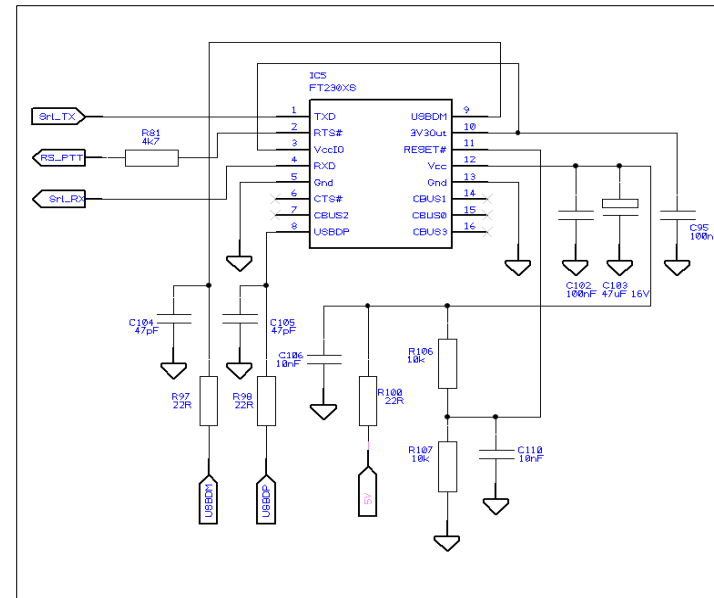 IC5
FT230XS
Srl_TX
1 TXD
USBDM 9
R81
4k7
2 RTS#
3V3Out 10
3 VccIO
RESET# 11
RS_PTT
4 RXD
Vcc 12
Srl_RX
5 Gnd
Gnd 13
6 CTS#
CBUS1 14
7 CBUS2
CBUS0 15
8 USBDP
CBUS3 16
C95
100n
C102
100nF
C103
47uF 16V
C104
47pF
C105
47pF
C106
10nF
R106
10k
R97
22R
R98
22R
R100
22R
R107
10k
C110
10nF
USBDM
USBDP
5V